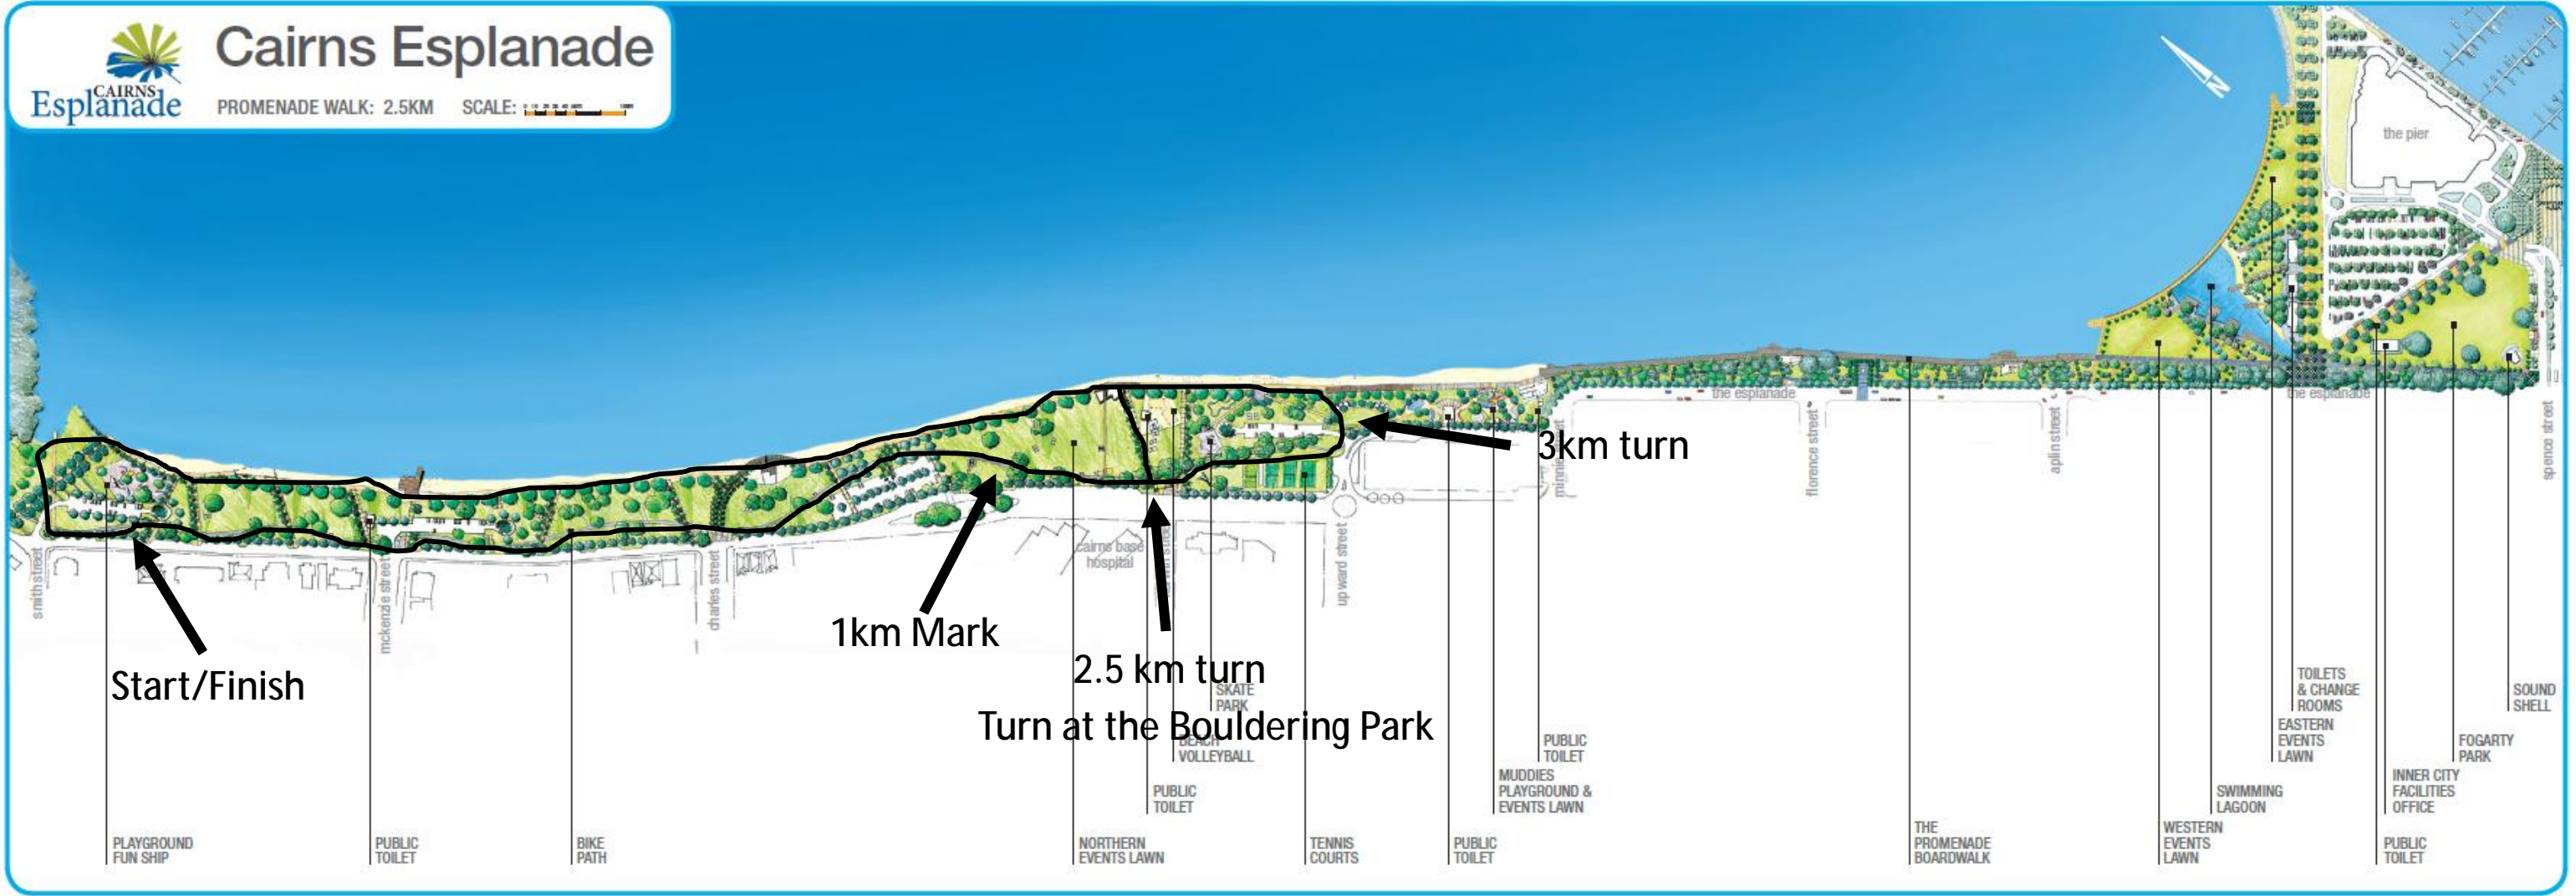 Cairns Esplanade
CAIRNS
Esplanade
PROMENADE WALK: 2.5KM SCALE:
N
the pier
3km turn
the esplanade
the esplanade
smith street
mckenzie street
charles street
cairns base
hospital
upward street
minnie street
florence street
aplin street
spence street
1km Mark
Start/Finish
2.5 km turn
Turn at the Bouldering Park
SKATE
PARK
BEACH
VOLLEYBALL
PUBLIC
TOILET
PLAYGROUND
FUN SHIP
PUBLIC
TOILET
BIKE
PATH
NORTHERN
EVENTS LAWN
TENNIS
COURTS
PUBLIC
TOILET
MUDDIES
PLAYGROUND &
EVENTS LAWN
PUBLIC
TOILET
THE
PROMENADE
BOARDWALK
WESTERN
EVENTS
LAWN
SWIMMING
LAGOON
EASTERN
EVENTS
LAWN
TOILETS
& CHANGE
ROOMS
PUBLIC
TOILET
INNER CITY
FACILITIES
OFFICE
FOGARTY
PARK
SOUND
SHELL